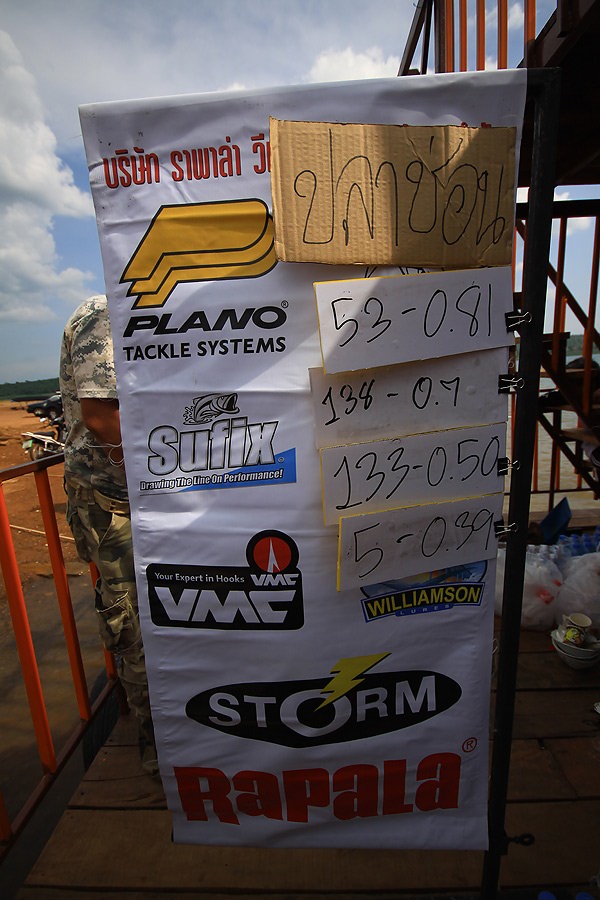 บริษัท ราพาล่า วี
ปลาช่อน
PLANO®
TACKLE SYSTEMS
53-0.81
138-0.7
133-0.50
5-0.39
Sufix
Drawing The Line On Performance!
Your Expert in Hooks
VMC
VMC
WILLIAMSON
LURES
STORM
Rapala®